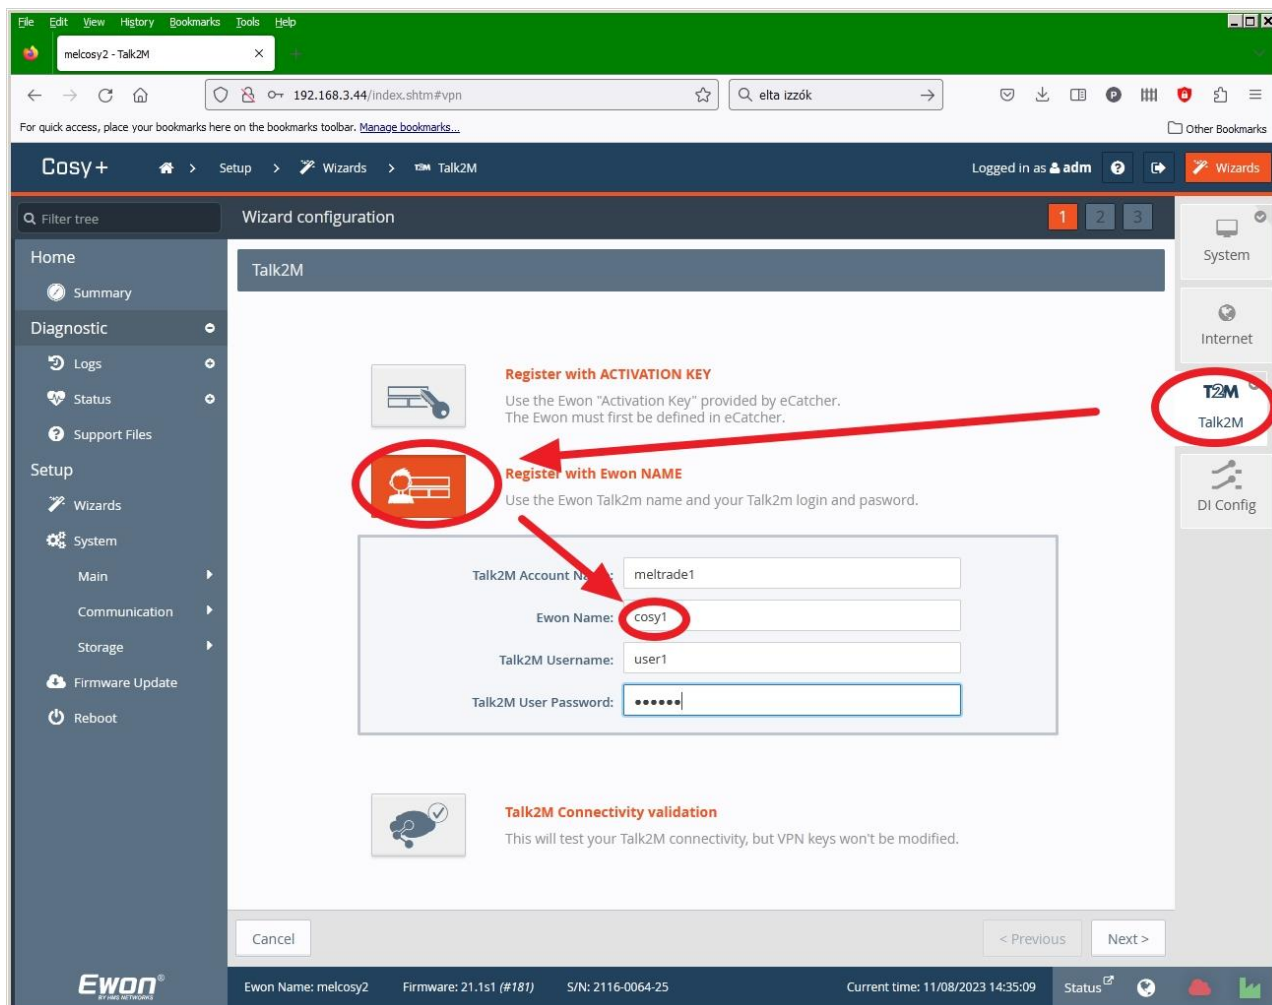 File Edit View History Bookmarks Tools Help
melcosy2 - Talk2M
192.168.3.44/index.shtm#vpn
elta izzók
For quick access, place your bookmarks here on the bookmarks toolbar. Manage bookmarks...
Other Bookmarks
Cosy+
Setup > Wizards > T2M Talk2M
Logged in as adm
Wizards
Filter tree
Wizard configuration
1 2 3
Home
Summary
Diagnostic
Logs
Status
Support Files
Setup
Wizards
System
Main
Communication
Storage
Firmware Update
Reboot
Talk2M
Register with ACTIVATION KEY
Use the Ewon "Activation Key" provided by eCatcher.
The Ewon must first be defined in eCatcher.
Register with Ewon NAME
Use the Ewon Talk2m name and your Talk2m login and pasword.
Talk2M Account : meltrade1
Ewon Name: cosy1
Talk2M Username: user1
Talk2M User Password: ●●●●●●
Talk2M Connectivity validation
This will test your Talk2M connectivity, but VPN keys won't be modified.
System
Internet
T2M
Talk2M
DI Config
Cancel
< Previous
Next >
Ewon®
BY HMS NETWORKS
Ewon Name: melcosy2
Firmware: 21.1s1 (#181)
S/N: 2116-0064-25
Current time: 11/08/2023 14:35:09
Status